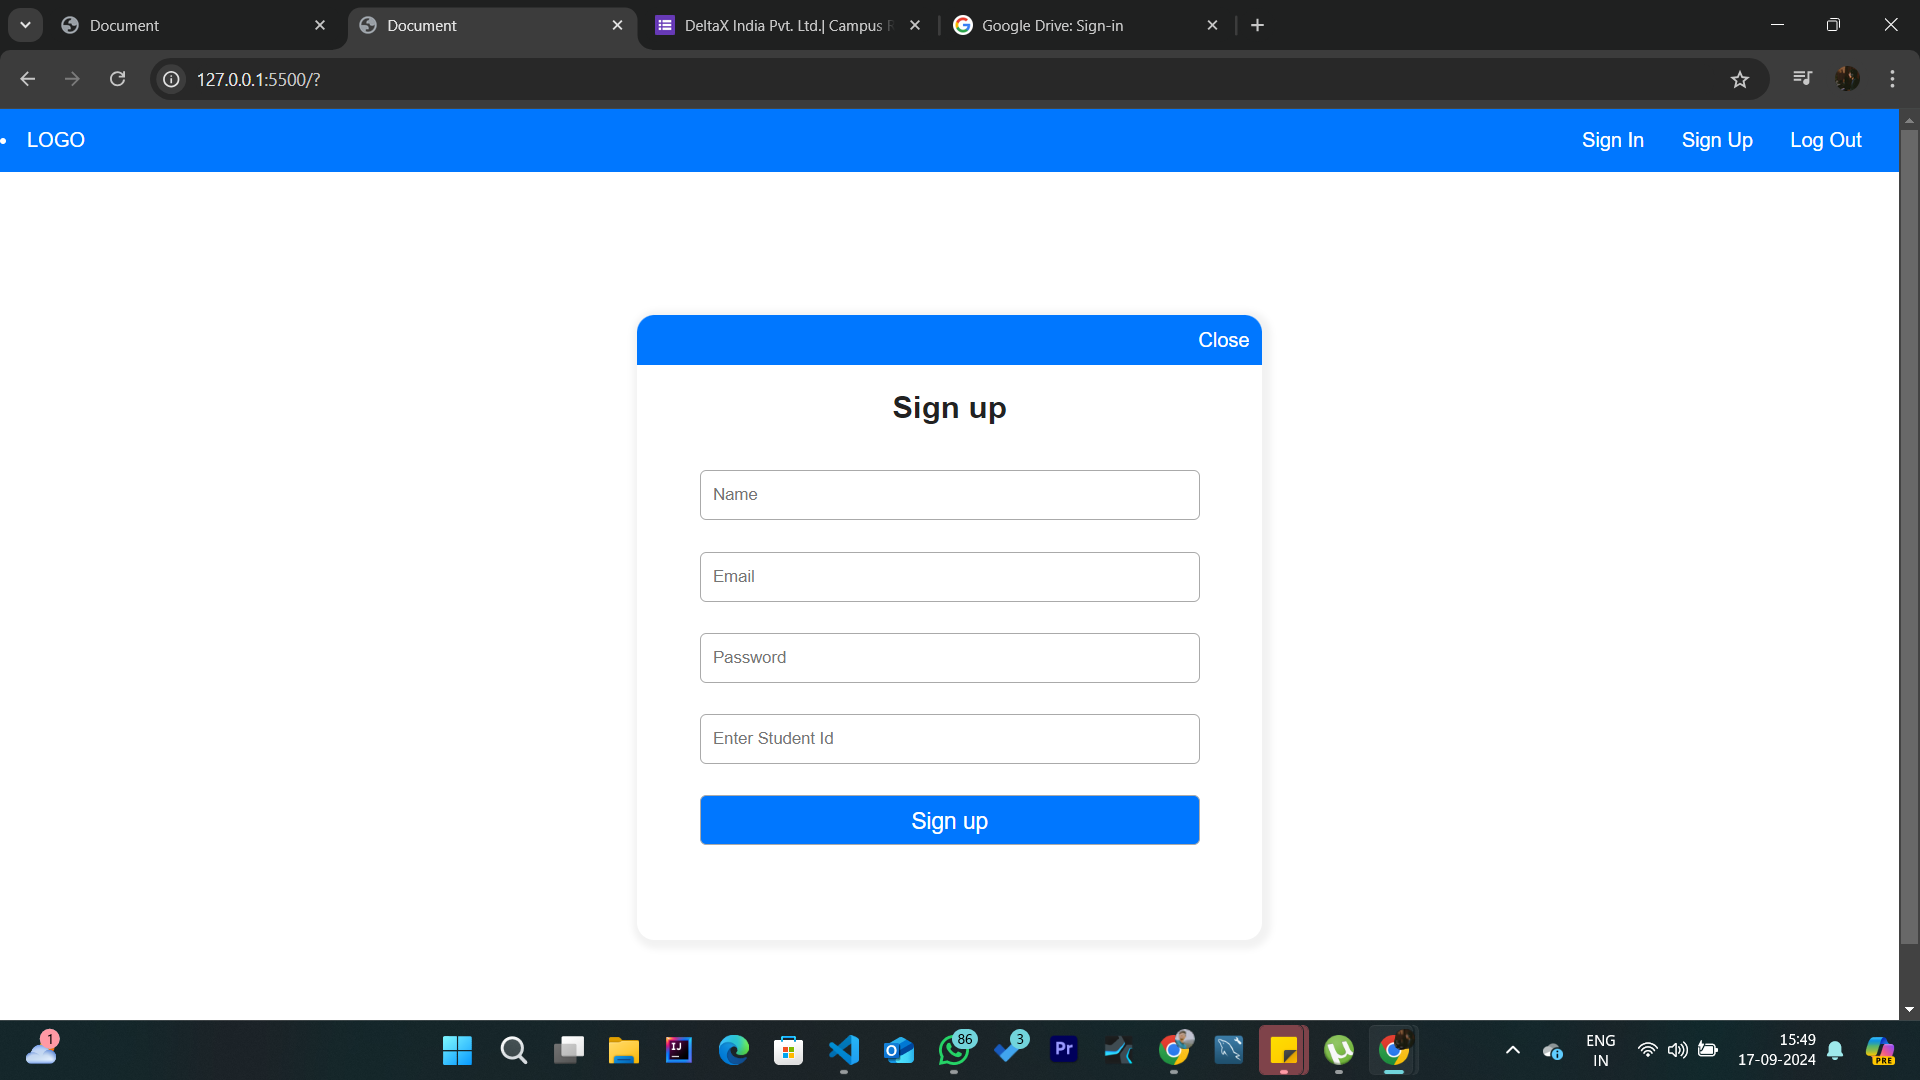 Document
Document
DeltaX India Pvt. Ltd.| Campus R
Google Drive: Sign-in
127.0.0.1:5500/?
LOGO
Sign In
Sign Up
Log Out
Close
Sign up
Name
Email
Password
Enter Student Id
Sign up
1
86
3
Pr
ENG
IN
15:49
17-09-2024
PRE